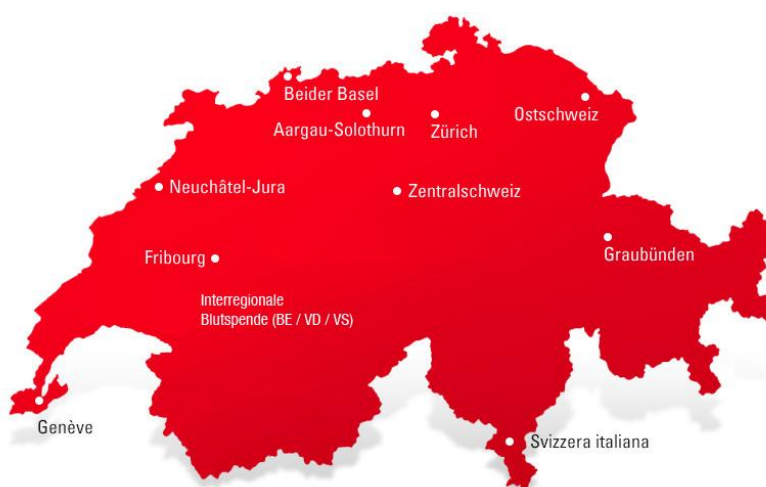 Beider Basel
Ostschweiz
Aargau-Solothurn
Zürich
Neuchâtel-Jura
Zentralschweiz
Fribourg
Graubünden
Interregionale
Blutspende (BE / VD / VS)
Genève
Svizzera italiana